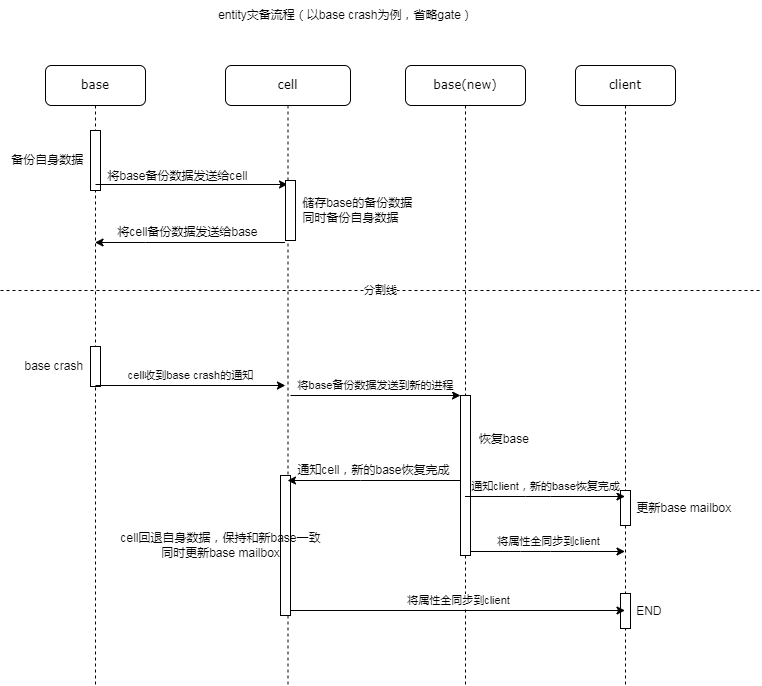 entity灾备流程（以base crash为例，省略gate）
base
cell
base(new)
client
备份自身数据
将base备份数据发送给cell
储存base的备份数据
同时备份自身数据
将cell备份数据发送给base
分割线
base crash
cell收到base crash的通知
将base备份数据发送到新的进程
恢复base
通知cell，新的base恢复完成
通知client，新的base恢复完成
更新base mailbox
cell回退自身数据，保持和新base一致
同时更新base mailbox
将属性全同步到client
将属性全同步到client
END